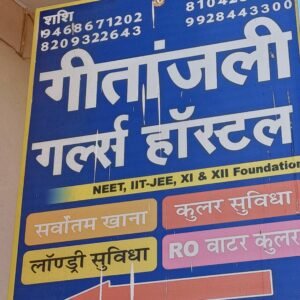 शशि
9468671202
8209322643
9928443300
गीतांजली
गर्ल्स हॉस्टल
NEET, IIT-JEE, XI & XII Foundation
सर्वोतम खाना
कुलर सुविधा
लॉण्ड्री सुविधा
RO वाटर कुलर